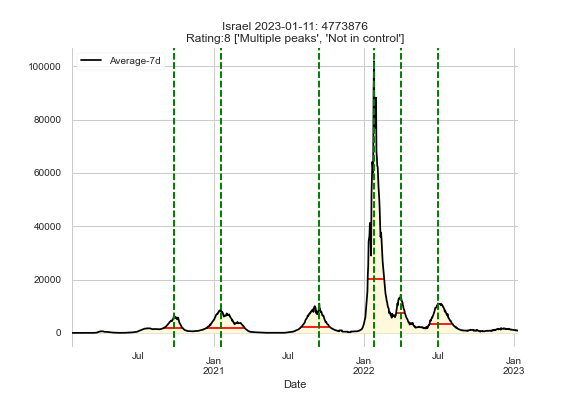 Israel 2023-01-11: 4773876
Rating:8 ['Multiple peaks', 'Not in control']
Average-7d
100000
80000
60000
40000
20000
0
Jul
Jan
2021
Jul
Jan
2022
Jul
Jan
2023
Date